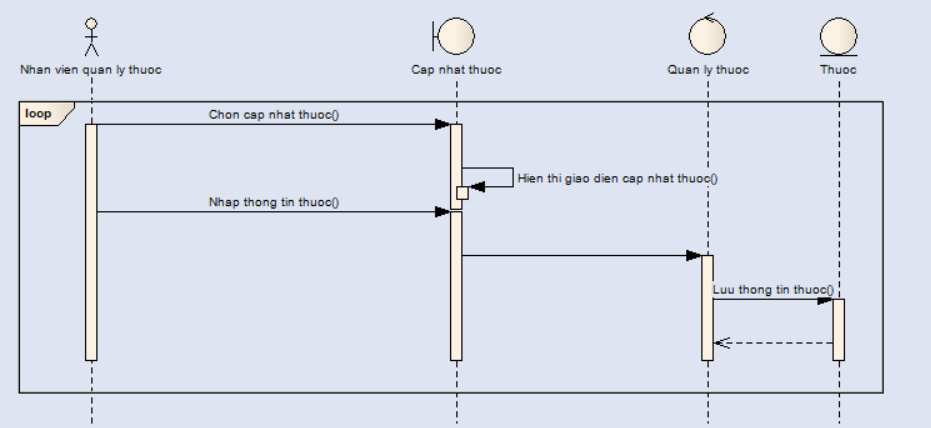 Nhan vien quan ly thuoc
Cap nhat thuoc
Quan ly thuoc
Thuoc
loop
Chon cap nhat thuoc()
Hien thi giao dien cap nhat thuoc()
Nhap thong tin thuoc()
Luu thong tin thuoc()